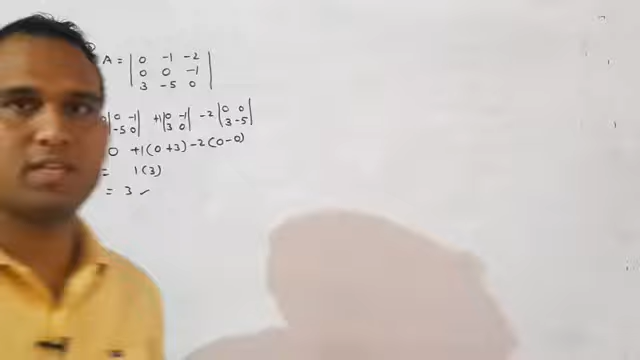 A = | 0 -1 -2 |
| 0 0 -1 |
| 3 -5 0 |
0 | 0 -1 | +1 | 0 -1 | -2 | 0 0 |
| -5 0 | | 3 0 | | 3 -5 |
0 +1(0+3) -2(0-0)
= 1(3)
= 3 ✓